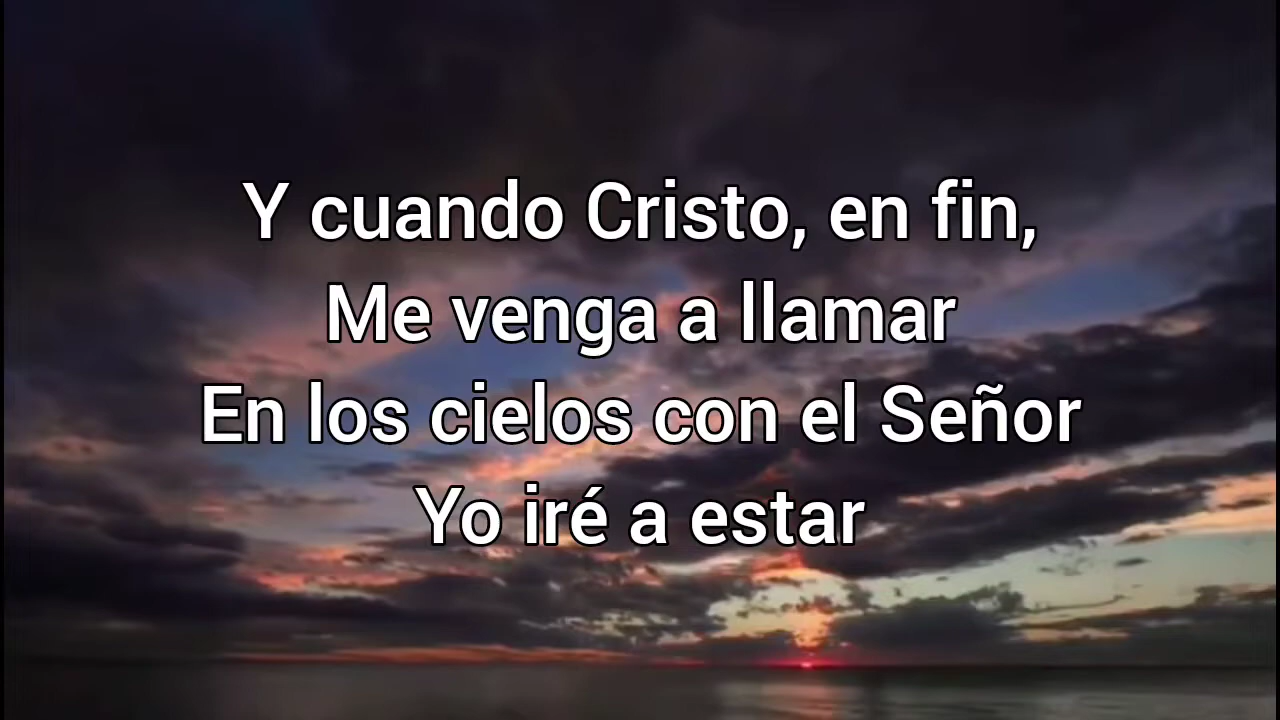 Y cuando Cristo, en fin,
Me venga a llamar
En los cielos con el Señor
Yo iré a estar